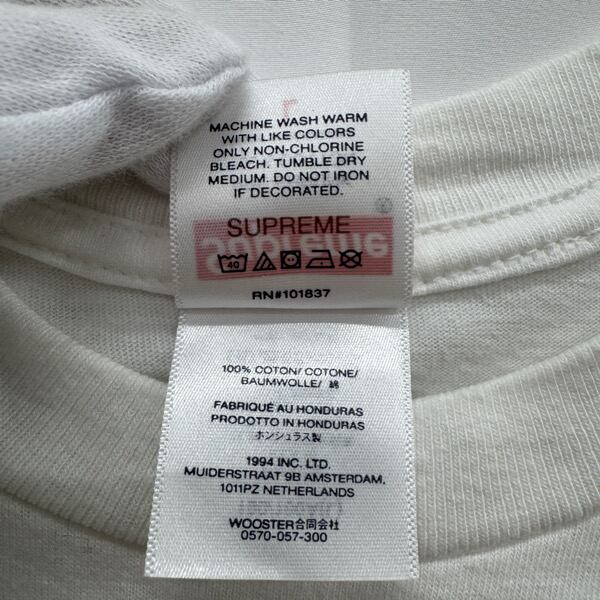 MACHINE WASH WARM
WITH LIKE COLORS
ONLY NON-CHLORINE
BLEACH. TUMBLE DRY
MEDIUM. DO NOT IRON
IF DECORATED.
SUPREME
40
RN#101837
100% COTON/ COTONE/
BAUMWOLLE/ 綿
FABRIQUÉ AU HONDURAS
PRODOTTO IN HONDURAS
ホンジュラス製
1994 INC. LTD.
MUIDERSTRAAT 9B AMSTERDAM,
1011PZ NETHERLANDS
WOOSTER合同会社
0570-057-300